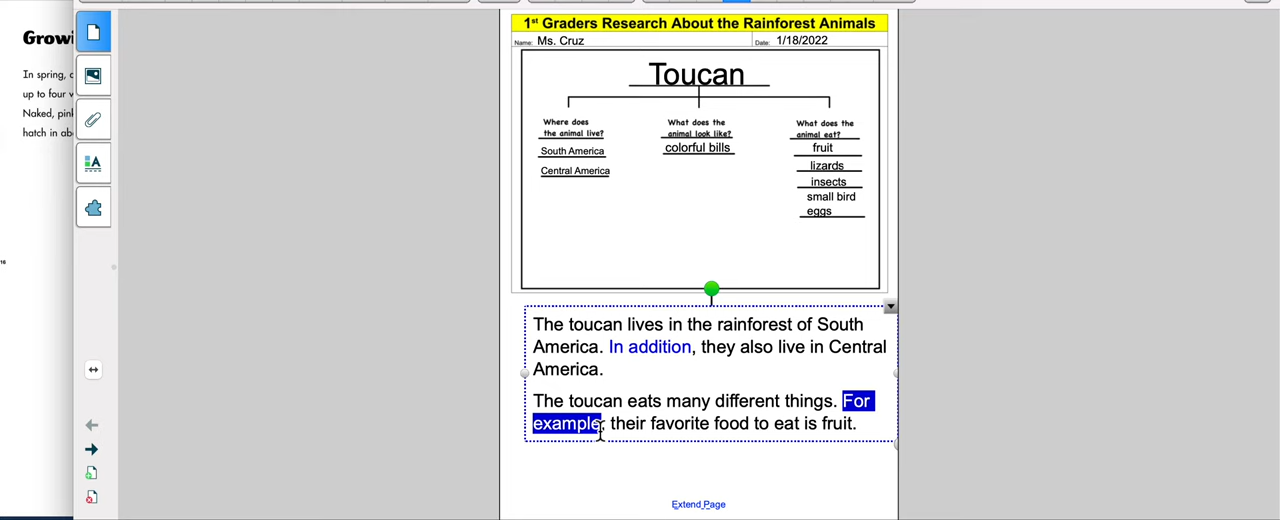 Growi
In spring, 
up to four 
Naked, pink
hatch in ab
16
1st Graders Research About the Rainforest Animals
Name: Ms. Cruz
Date: 1/18/2022
Toucan
Where does
the animal live?
South America
Central America
What does the
animal look like?
colorful bills
What does the
animal eat?
fruit
lizards
insects
small bird
eggs
The toucan lives in the rainforest of South
America. In addition, they also live in Central
America.
The toucan eats many different things. For
example, their favorite food to eat is fruit.
Extend Page